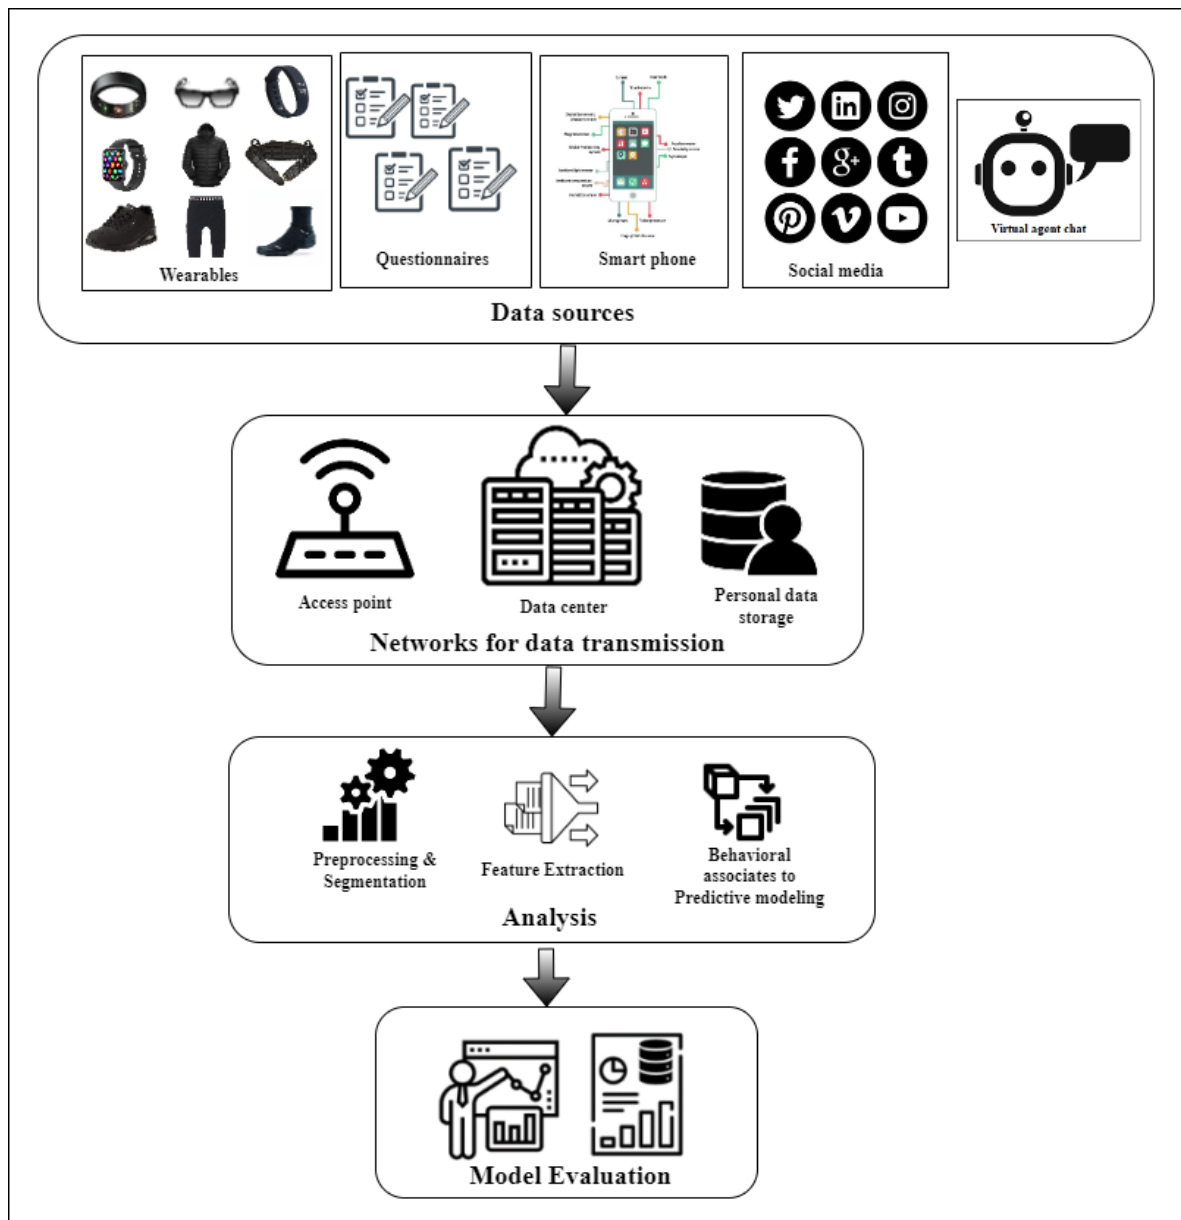 Wearables
Questionnaires
Smart phone
Social media
Virtual agent chat
Data sources
Access point
Data center
Personal data
storage
Networks for data transmission
Preprocessing &
Segmentation
Feature Extraction
Behavioral
associates to
Predictive modeling
Analysis
Model Evaluation